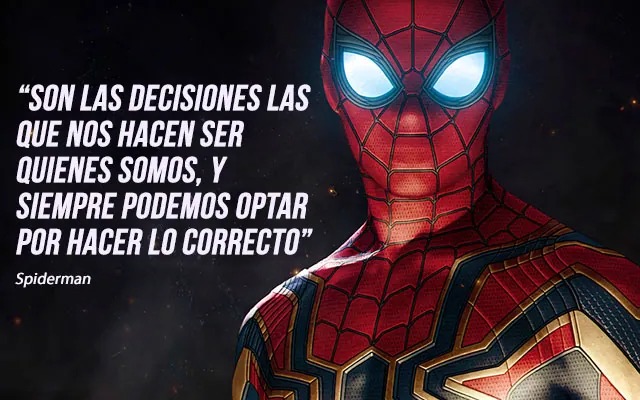 “SON LAS DECISIONES LAS
QUE NOS HACEN SER
QUIENES SOMOS, Y
SIEMPRE PODEMOS OPTAR
POR HACER LO CORRECTO”
Spiderman